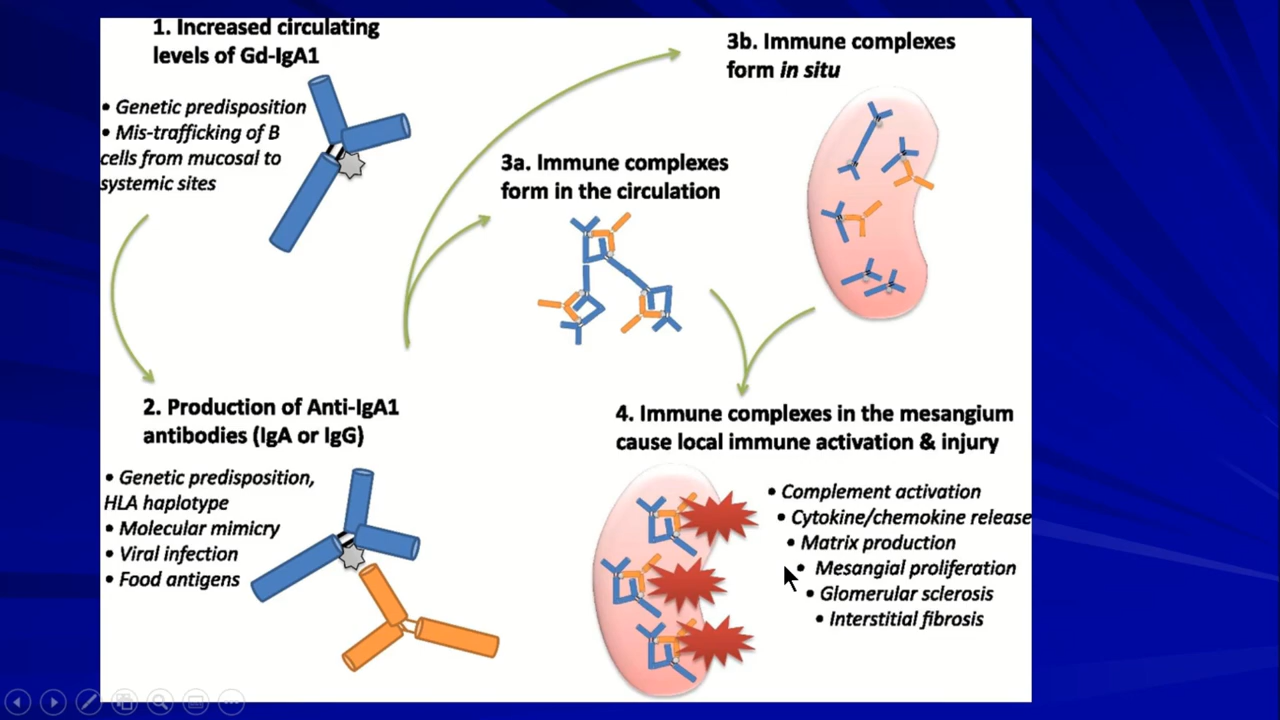 1. Increased circulating
levels of Gd-IgA1
• Genetic predisposition
• Mis-trafficking of B
cells from mucosal to
systemic sites
2. Production of Anti-IgA1
antibodies (IgA or IgG)
• Genetic predisposition,
HLA haplotype
• Molecular mimicry
• Viral infection
• Food antigens
3a. Immune complexes
form in the circulation
3b. Immune complexes
form in situ
4. Immune complexes in the mesangium
cause local immune activation & injury
• Complement activation
• Cytokine/chemokine release
• Matrix production
• Mesangial proliferation
• Glomerular sclerosis
• Interstitial fibrosis